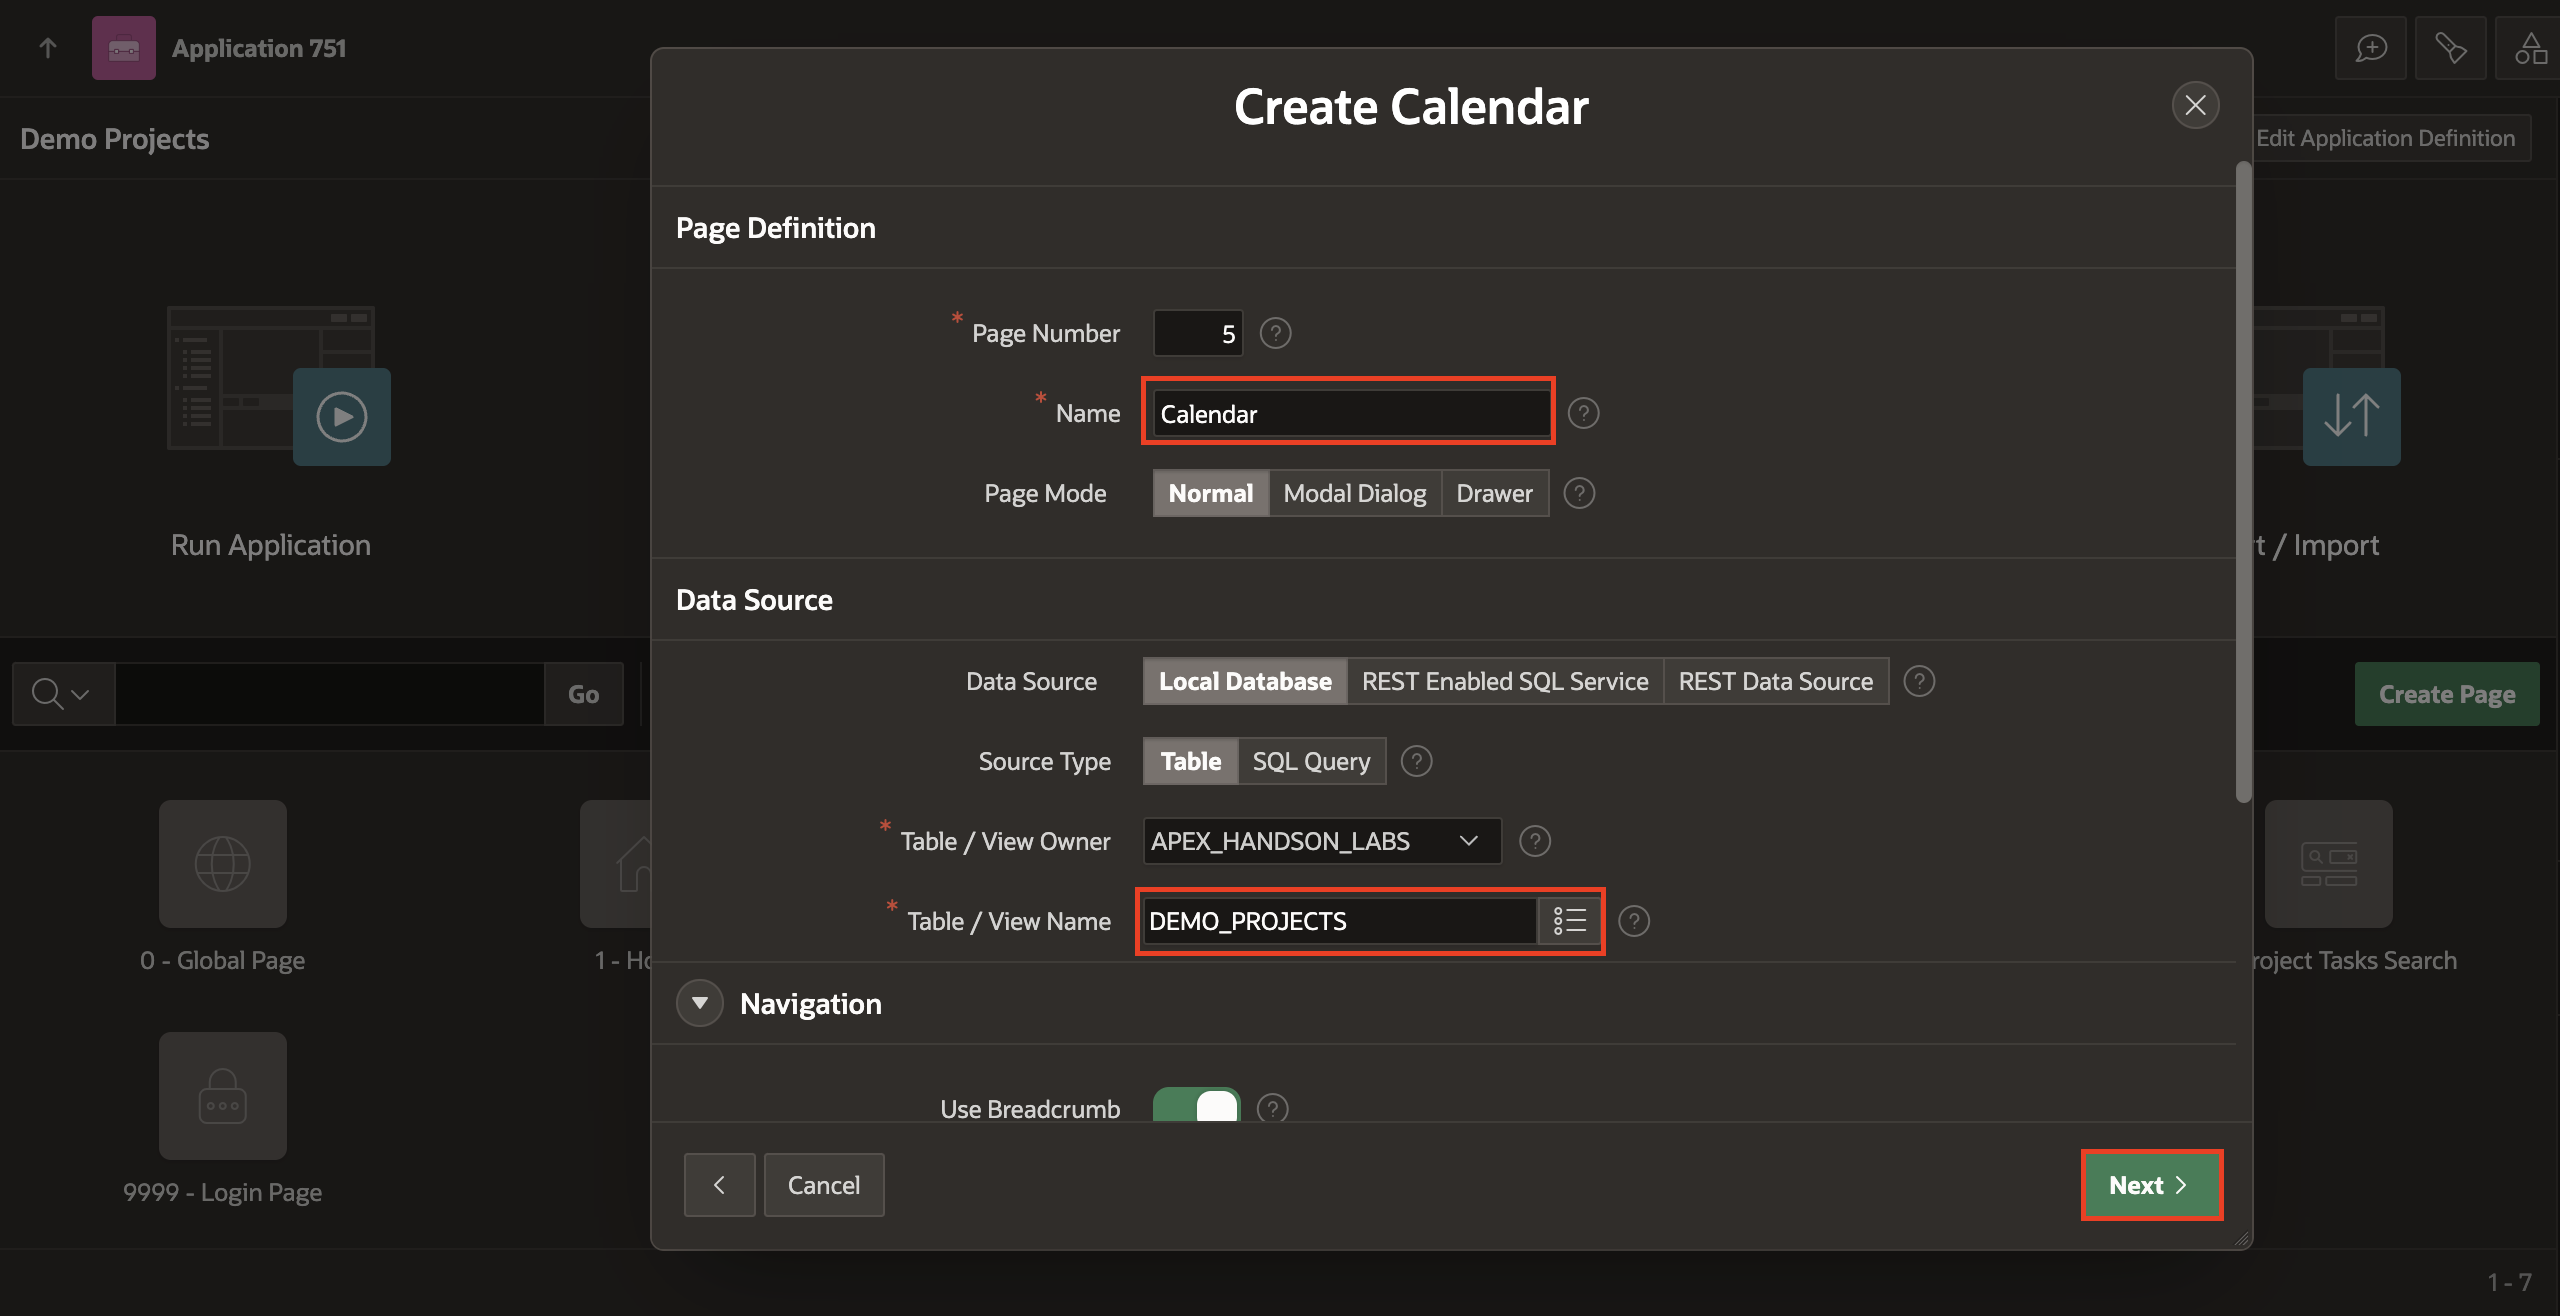 Application 751
Create Calendar
Demo Projects
Edit Application Definition
Page Definition
* Page Number 5 ?
* Name Calendar ?
Page Mode Normal Modal Dialog Drawer ?
Run Application
t / Import
Data Source
Data Source Local Database REST Enabled SQL Service REST Data Source ?
Go
Create Page
Source Type Table SQL Query ?
* Table / View Owner APEX_HANDSON_LABS ?
* Table / View Name DEMO_PROJECTS ?
0 - Global Page
1 - Ho
roject Tasks Search
Navigation
Use Breadcrumb ?
9999 - Login Page
Cancel
Next
1 - 7